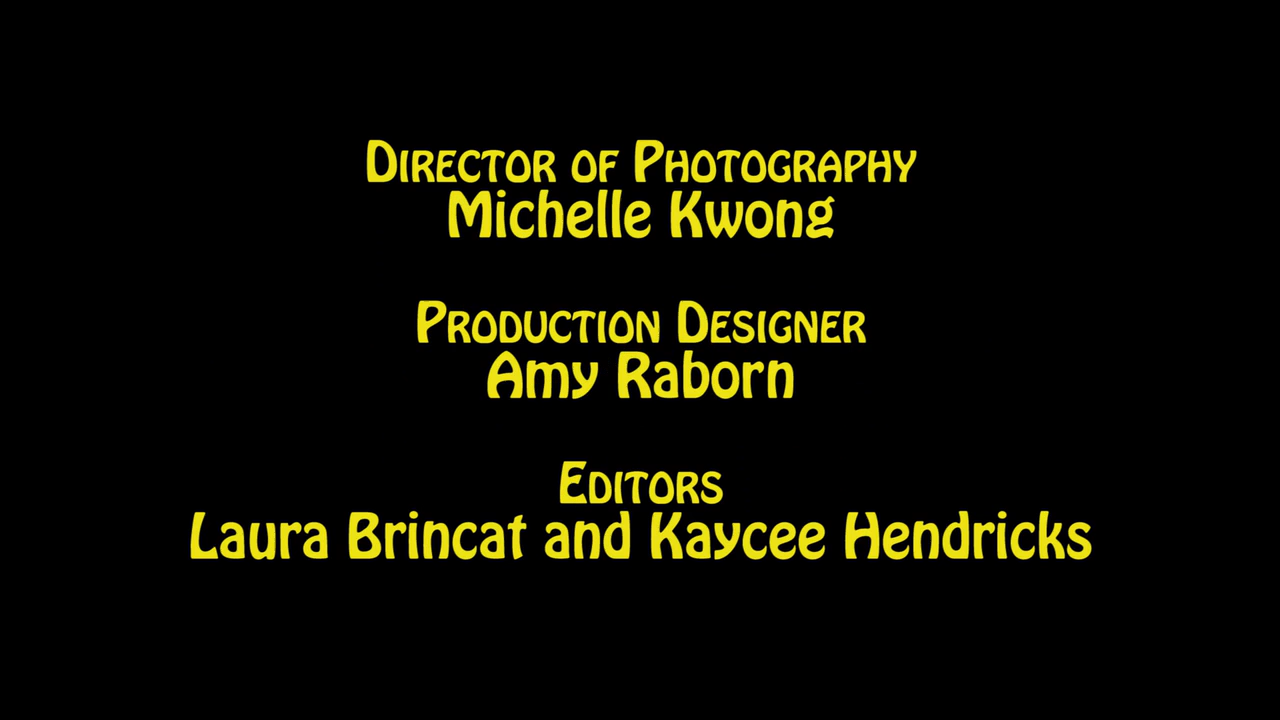 Director of Photography
Michelle Kwong
Production Designer
Amy Raborn
Editors
Laura Brincat and Kaycee Hendricks